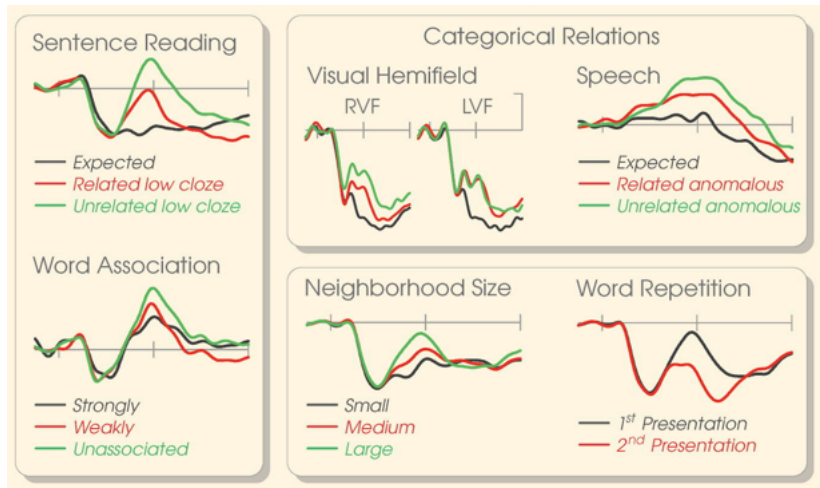 Sentence Reading
Expected
Related low cloze
Unrelated low cloze
Word Association
Strongly
Weakly
Unassociated
Categorical Relations
Visual Hemifield
RVF
LVF
Speech
Expected
Related anomalous
Unrelated anomalous
Neighborhood Size
Small
Medium
Large
Word Repetition
1st Presentation
2nd Presentation